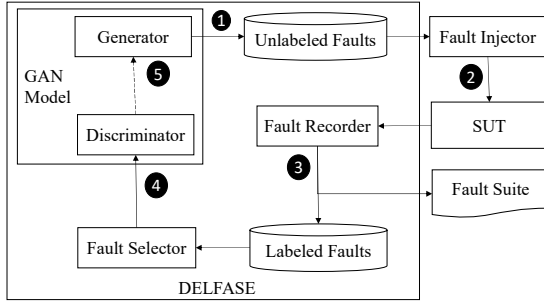 1
Generator
Unlabeled Faults
Fault Injector
5
GAN
Model
2
Discriminator
Fault Recorder
SUT
3
4
Fault Suite
Fault Selector
Labeled Faults
DELFASE